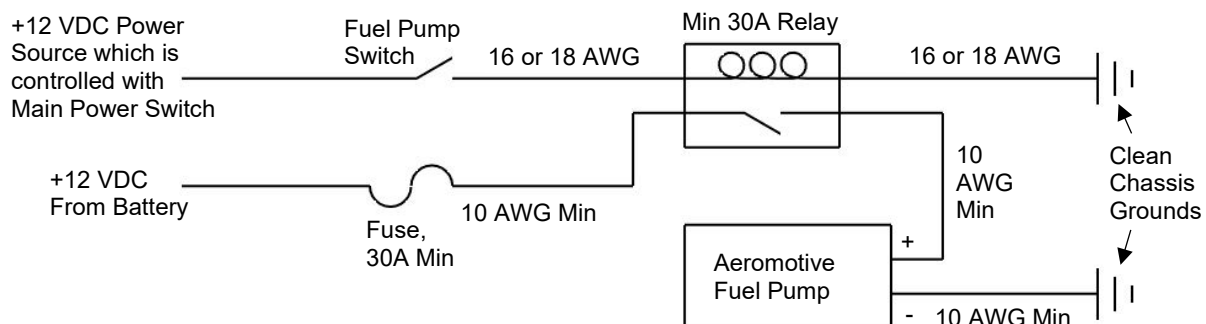 +12 VDC Power
Source which is
controlled with
Main Power Switch
Fuel Pump
Switch
16 or 18 AWG
Min 30A Relay
16 or 18 AWG
+12 VDC
From Battery
Fuse,
30A Min
10 AWG Min
10
AWG
Min
Clean
Chassis
Grounds
Aeromotive
Fuel Pump
+
-
10 AWG Min